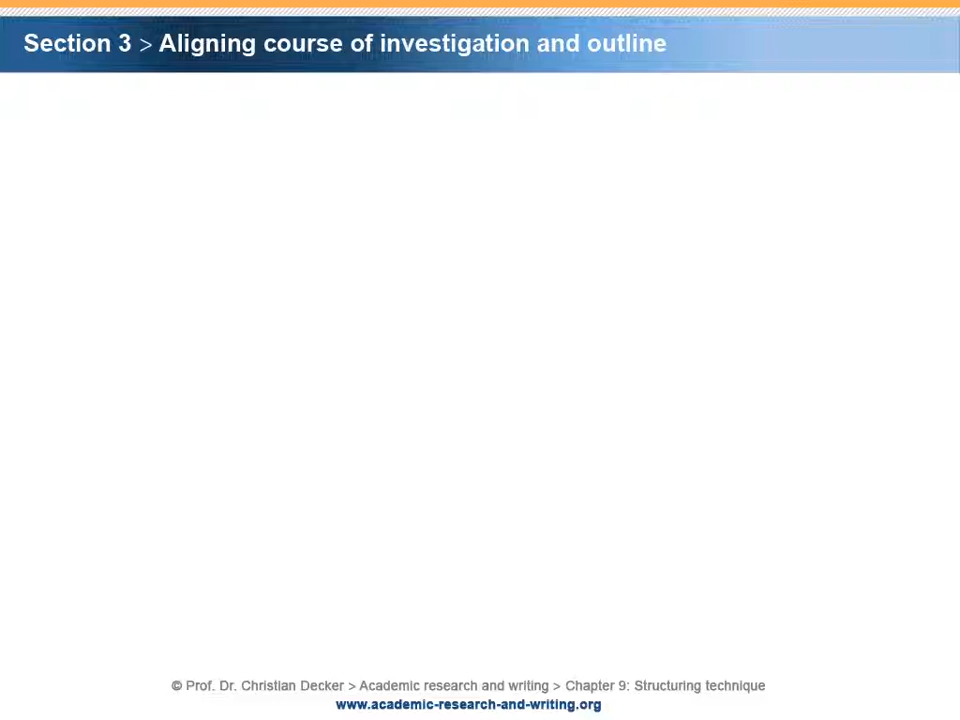 Section 3 > Aligning course of investigation and outline
© Prof. Dr. Christian Decker > Academic research and writing > Chapter 9: Structuring technique
www.academic-research-and-writing.org